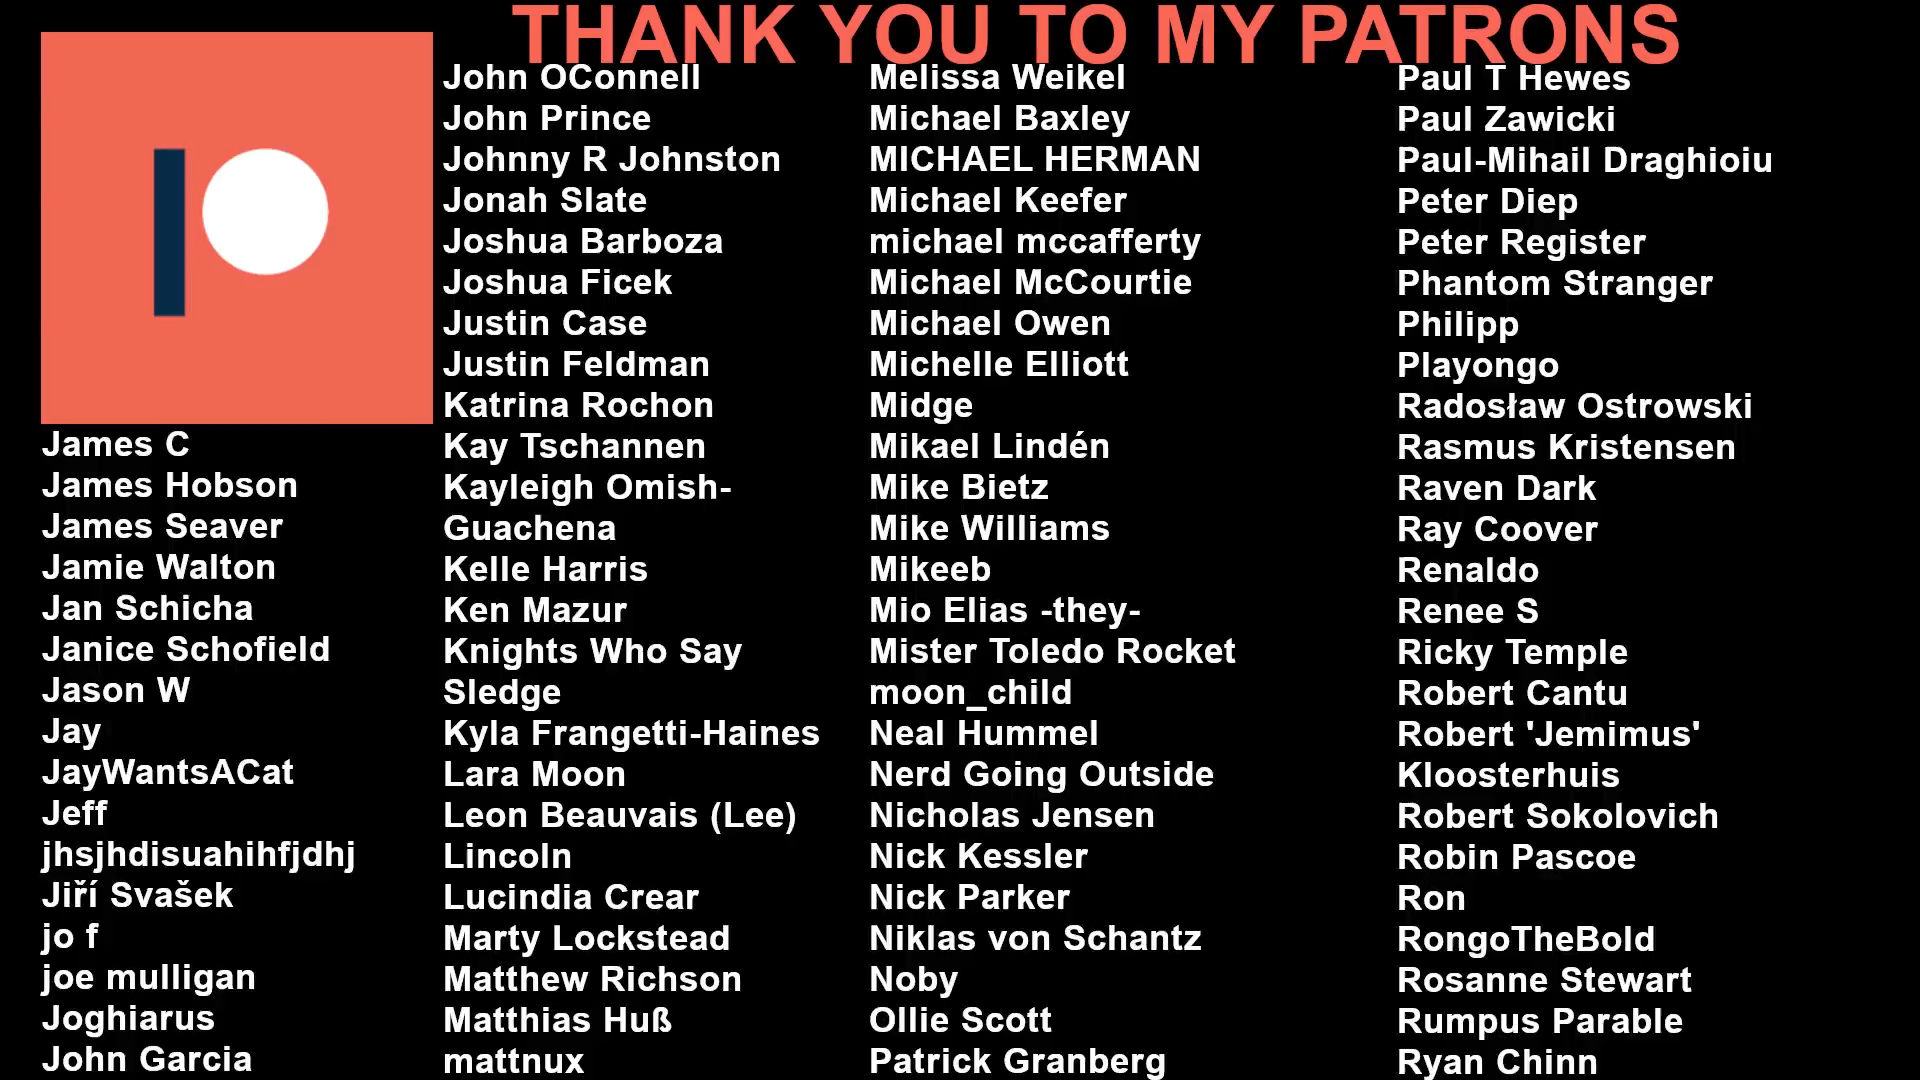 THANK YOU TO MY PATRONS
James C
James Hobson
James Seaver
Jamie Walton
Jan Schicha
Janice Schofield
Jason W
Jay
JayWantsACat
Jeff
jhsjhdisuahihfjdhj
Jiří Svašek
jo f
joe mulligan
Joghiarus
John Garcia
John OConnell
John Prince
Johnny R Johnston
Jonah Slate
Joshua Barboza
Joshua Ficek
Justin Case
Justin Feldman
Katrina Rochon
Kay Tschannen
Kayleigh Omish-
Guachena
Kelle Harris
Ken Mazur
Knights Who Say
Sledge
Kyla Frangetti-Haines
Lara Moon
Leon Beauvais (Lee)
Lincoln
Lucindia Crear
Marty Lockstead
Matthew Richson
Matthias Huß
mattnux
Melissa Weikel
Michael Baxley
MICHAEL HERMAN
Michael Keefer
michael mccafferty
Michael McCourtie
Michael Owen
Michelle Elliott
Midge
Mikael Lindén
Mike Bietz
Mike Williams
Mikeeb
Mio Elias -they-
Mister Toledo Rocket
moon_child
Neal Hummel
Nerd Going Outside
Nicholas Jensen
Nick Kessler
Nick Parker
Niklas von Schantz
Noby
Ollie Scott
Patrick Granberg
Paul T Hewes
Paul Zawicki
Paul-Mihail Draghioiu
Peter Diep
Peter Register
Phantom Stranger
Philipp
Playongo
Radosław Ostrowski
Rasmus Kristensen
Raven Dark
Ray Coover
Renaldo
Renee S
Ricky Temple
Robert Cantu
Robert 'Jemimus'
Kloosterhuis
Robert Sokolovich
Robin Pascoe
Ron
RongoTheBold
Rosanne Stewart
Rumpus Parable
Ryan Chinn